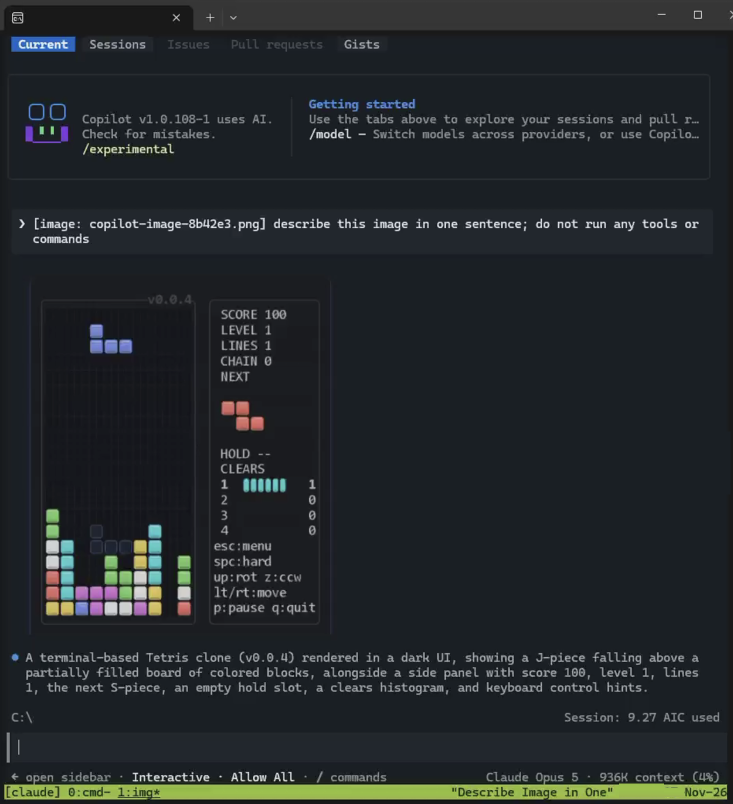 Current Sessions Issues Pull requests Gists
Copilot v1.0.108-1 uses AI.
Check for mistakes.
/experimental
Getting started
Use the tabs above to explore your sessions and pull r…
/model — Switch models across providers, or use Copilo…
❯ [image: copilot-image-8b42e3.png] describe this image in one sentence; do not run any tools or
commands
v0.0.4
SCORE 100
LEVEL 1
LINES 1
CHAIN 0
NEXT
HOLD --
CLEARS
1 1
2 0
3 0
4 0
esc:menu
spc:hard
up:rot z:ccw
lt/rt:move
p:pause q:quit
● A terminal-based Tetris clone (v0.0.4) rendered in a dark UI, showing a J-piece falling above a
partially filled board of colored blocks, alongside a side panel with score 100, level 1, lines
1, the next S-piece, an empty hold slot, a clears histogram, and keyboard control hints.
C:\ Session: 9.27 AIC used
← open sidebar · Interactive · Allow All · / commands Claude Opus 5 · 936K context (4%)
[claude] 0:cmd- 1:img* "Describe Image in One" Nov-26